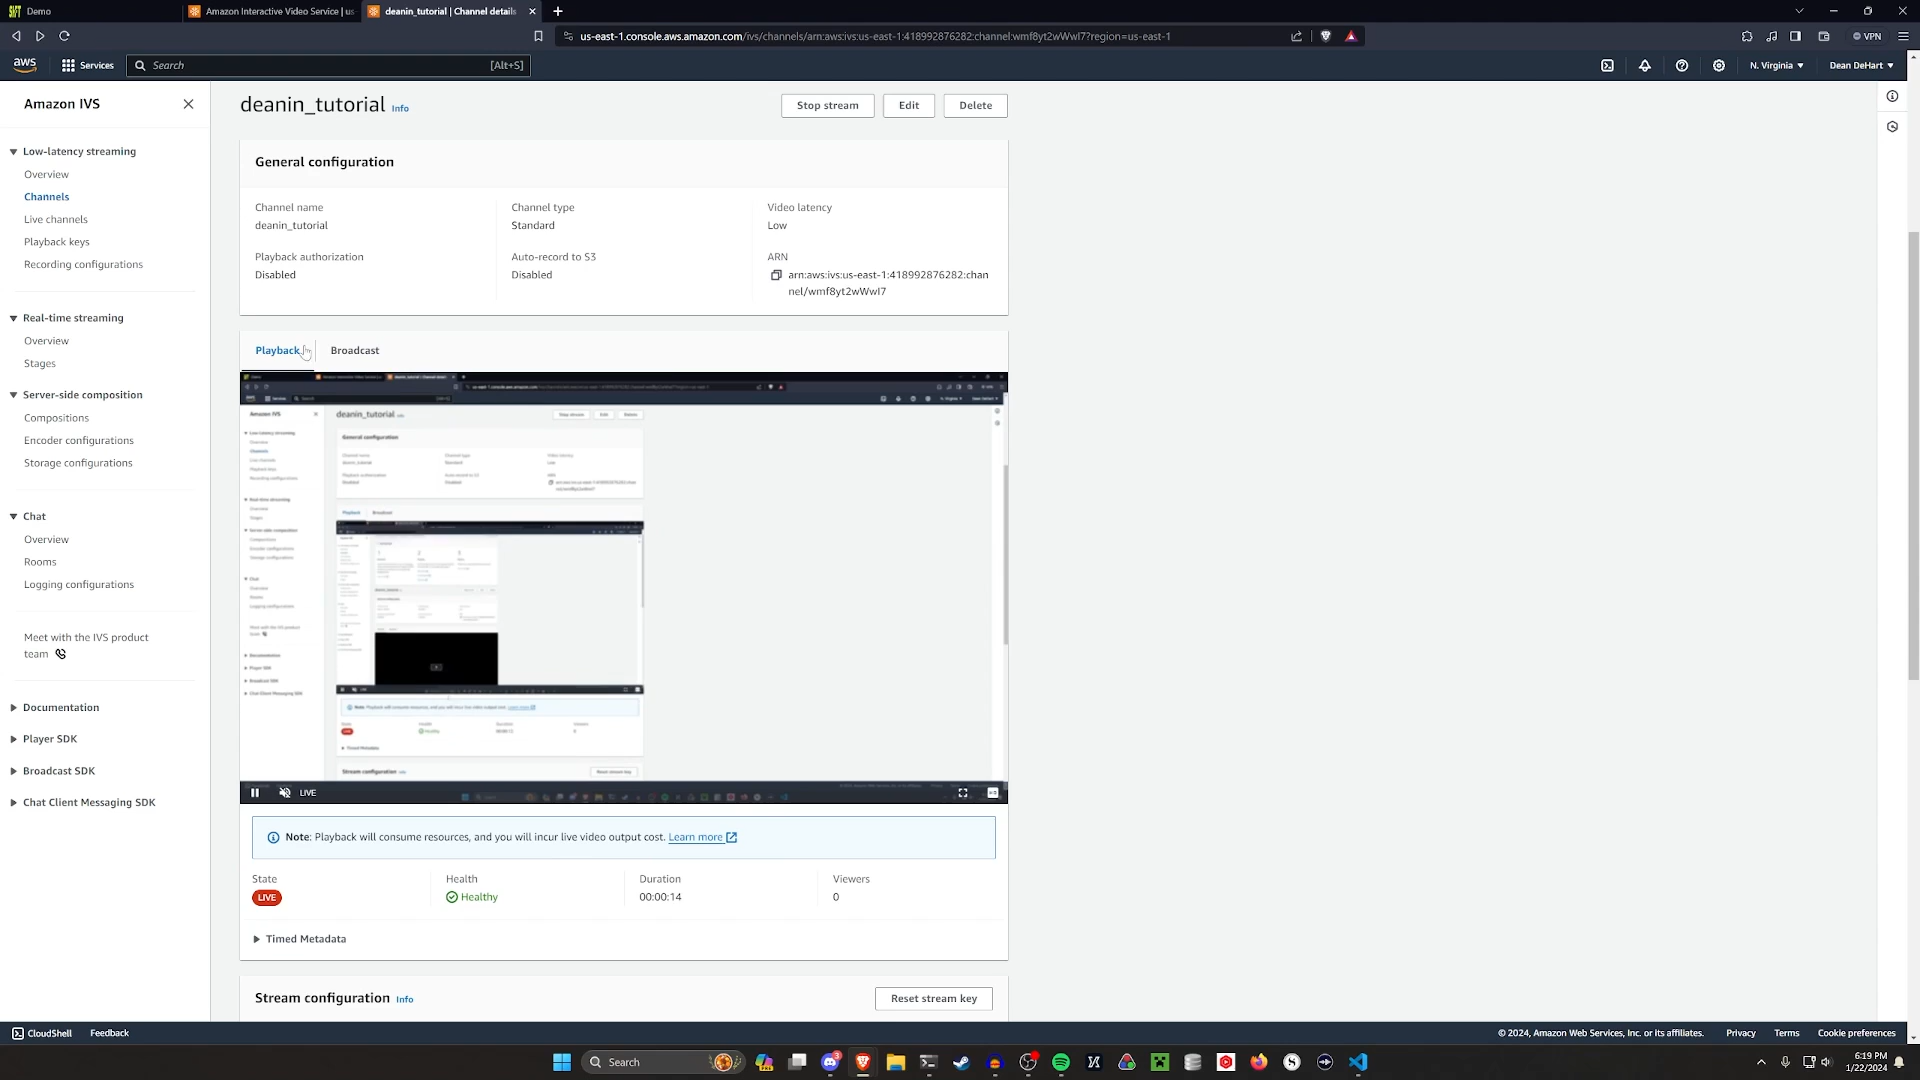 Demo
Amazon Interactive Video Service | us
deanin_tutorial | Channel details
us-east-1.console.aws.amazon.com/ivs/channels/arn:aws:ivs:us-east-1:418992876282:channel:wmf8yt2wWwI7?region=us-east-1
VPN
aws
Services
Search
[Alt+S]
N. Virginia
Dean DeHart
Amazon IVS
Low-latency streaming
Overview
Channels
Live channels
Playback keys
Recording configurations
Real-time streaming
Overview
Stages
Server-side composition
Compositions
Encoder configurations
Storage configurations
Chat
Overview
Rooms
Logging configurations
Meet with the IVS product
team
Documentation
Player SDK
Broadcast SDK
Chat Client Messaging SDK
deanin_tutorial Info
Stop stream
Edit
Delete
General configuration
Channel name
deanin_tutorial
Channel type
Standard
Video latency
Low
Playback authorization
Disabled
Auto-record to S3
Disabled
ARN
arn:aws:ivs:us-east-1:418992876282:chan
nel/wmf8yt2wWwI7
Playback
Broadcast
Amazon IVS
deanin_tutorial
General configuration
LIVE
Note: Playback will consume resources, and you will incur live video output cost. Learn more
State
LIVE
Health
Healthy
Duration
00:00:14
Viewers
0
Timed Metadata
Stream configuration Info
Reset stream key
CloudShell
Feedback
© 2024, Amazon Web Services, Inc. or its affiliates.
Privacy
Terms
Cookie preferences
Search
3
6:19 PM
1/22/2024